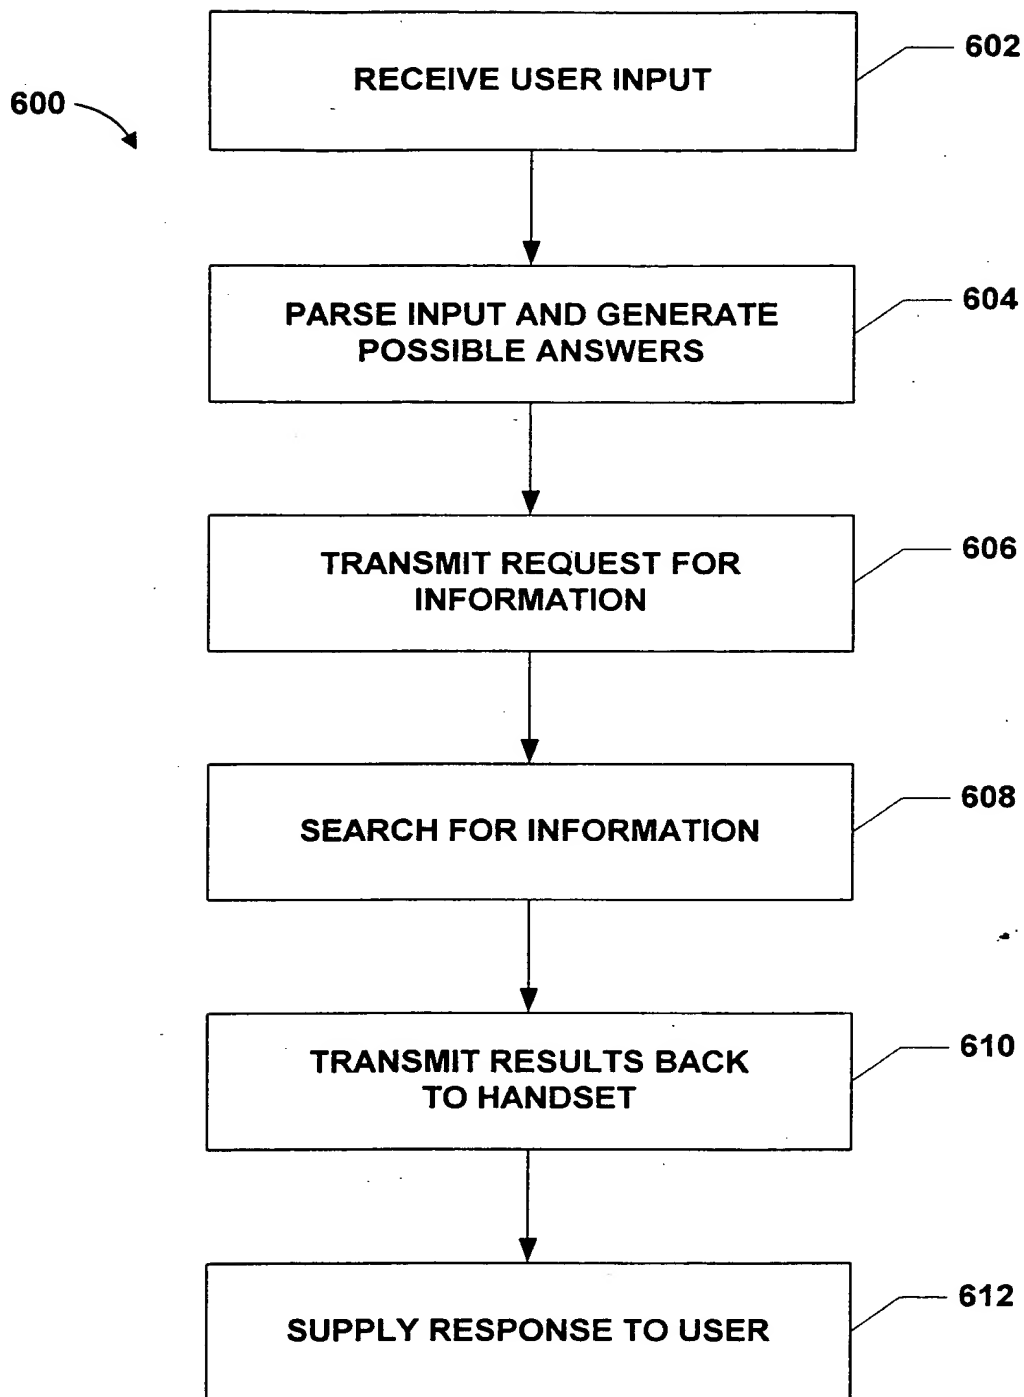 602
RECEIVE USER INPUT
600
604
PARSE INPUT AND GENERATE
POSSIBLE ANSWERS
606
TRANSMIT REQUEST FOR
INFORMATION
608
SEARCH FOR INFORMATION
610
TRANSMIT RESULTS BACK
TO HANDSET
612
SUPPLY RESPONSE TO USER